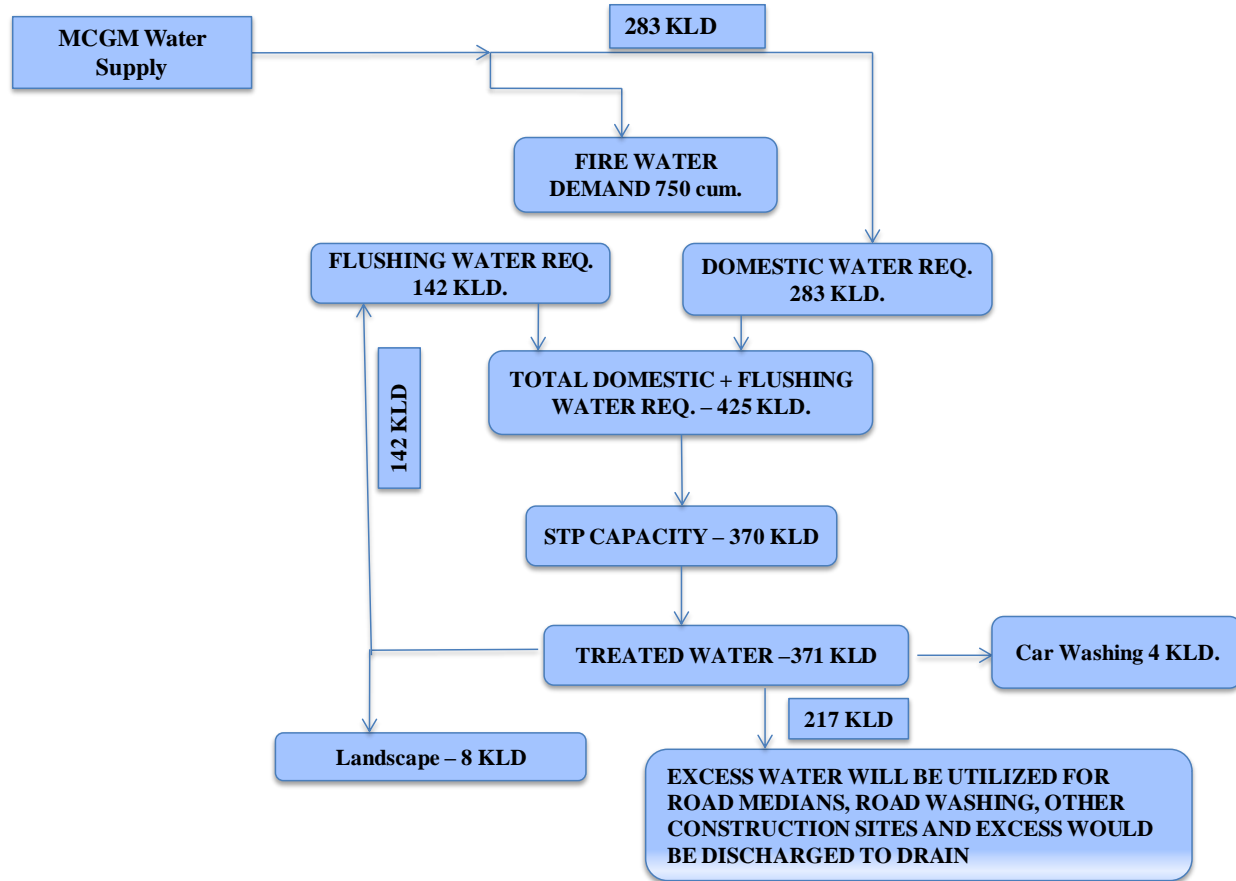 283 KLD
MCGM Water
Supply
FIRE WATER
DEMAND 750 cum.
FLUSHING WATER REQ.
142 KLD.
DOMESTIC WATER REQ.
283 KLD.
142 KLD
TOTAL DOMESTIC + FLUSHING
WATER REQ. – 425 KLD.
STP CAPACITY – 370 KLD
TREATED WATER –371 KLD
Car Washing 4 KLD.
217 KLD
Landscape – 8 KLD
EXCESS WATER WILL BE UTILIZED FOR
ROAD MEDIANS, ROAD WASHING, OTHER
CONSTRUCTION SITES AND EXCESS WOULD
BE DISCHARGED TO DRAIN